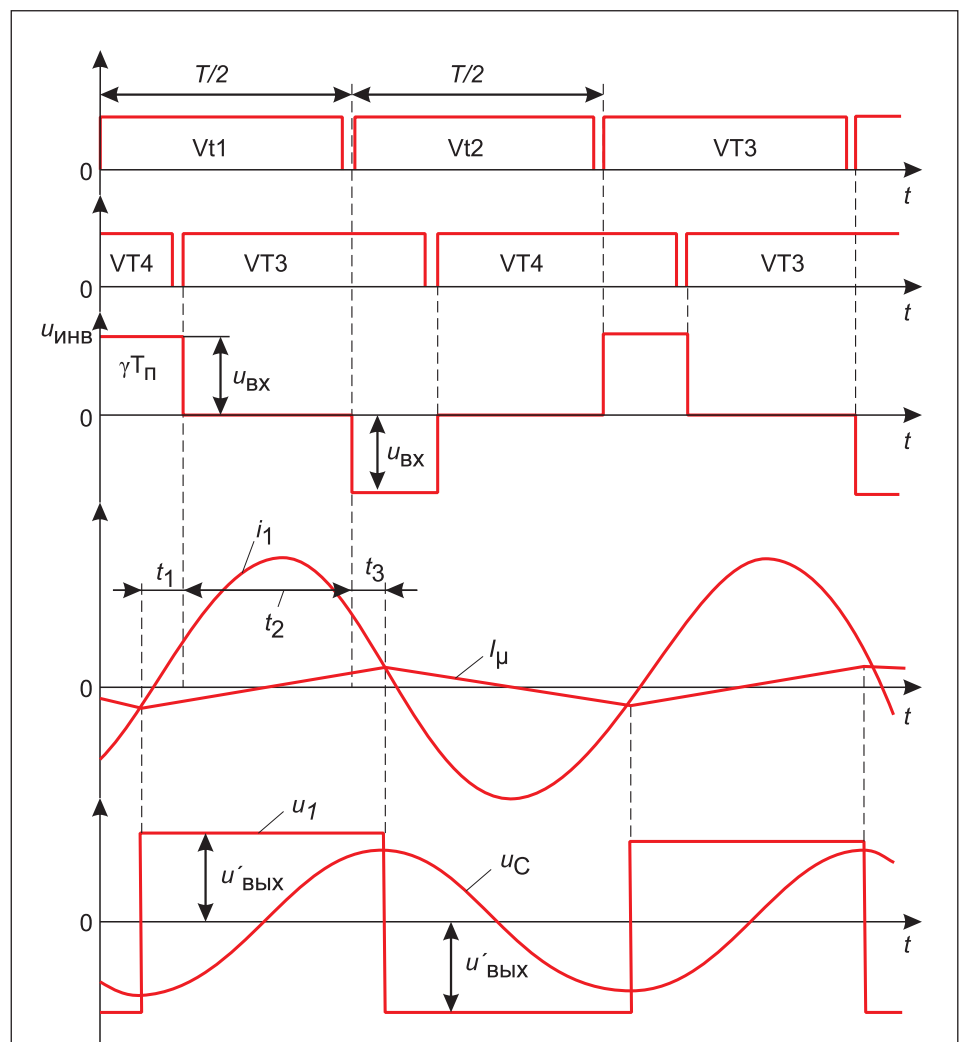 T/2 T/2
Vt1 Vt2 VT3
0
t
VT4 VT3 VT4 VT3
0
t
uинв
γTп
uвх
0
uвх
t
i1
t1 t3
t2
Iμ
0
t
u1
uC
u´вых
0
t
u´вых